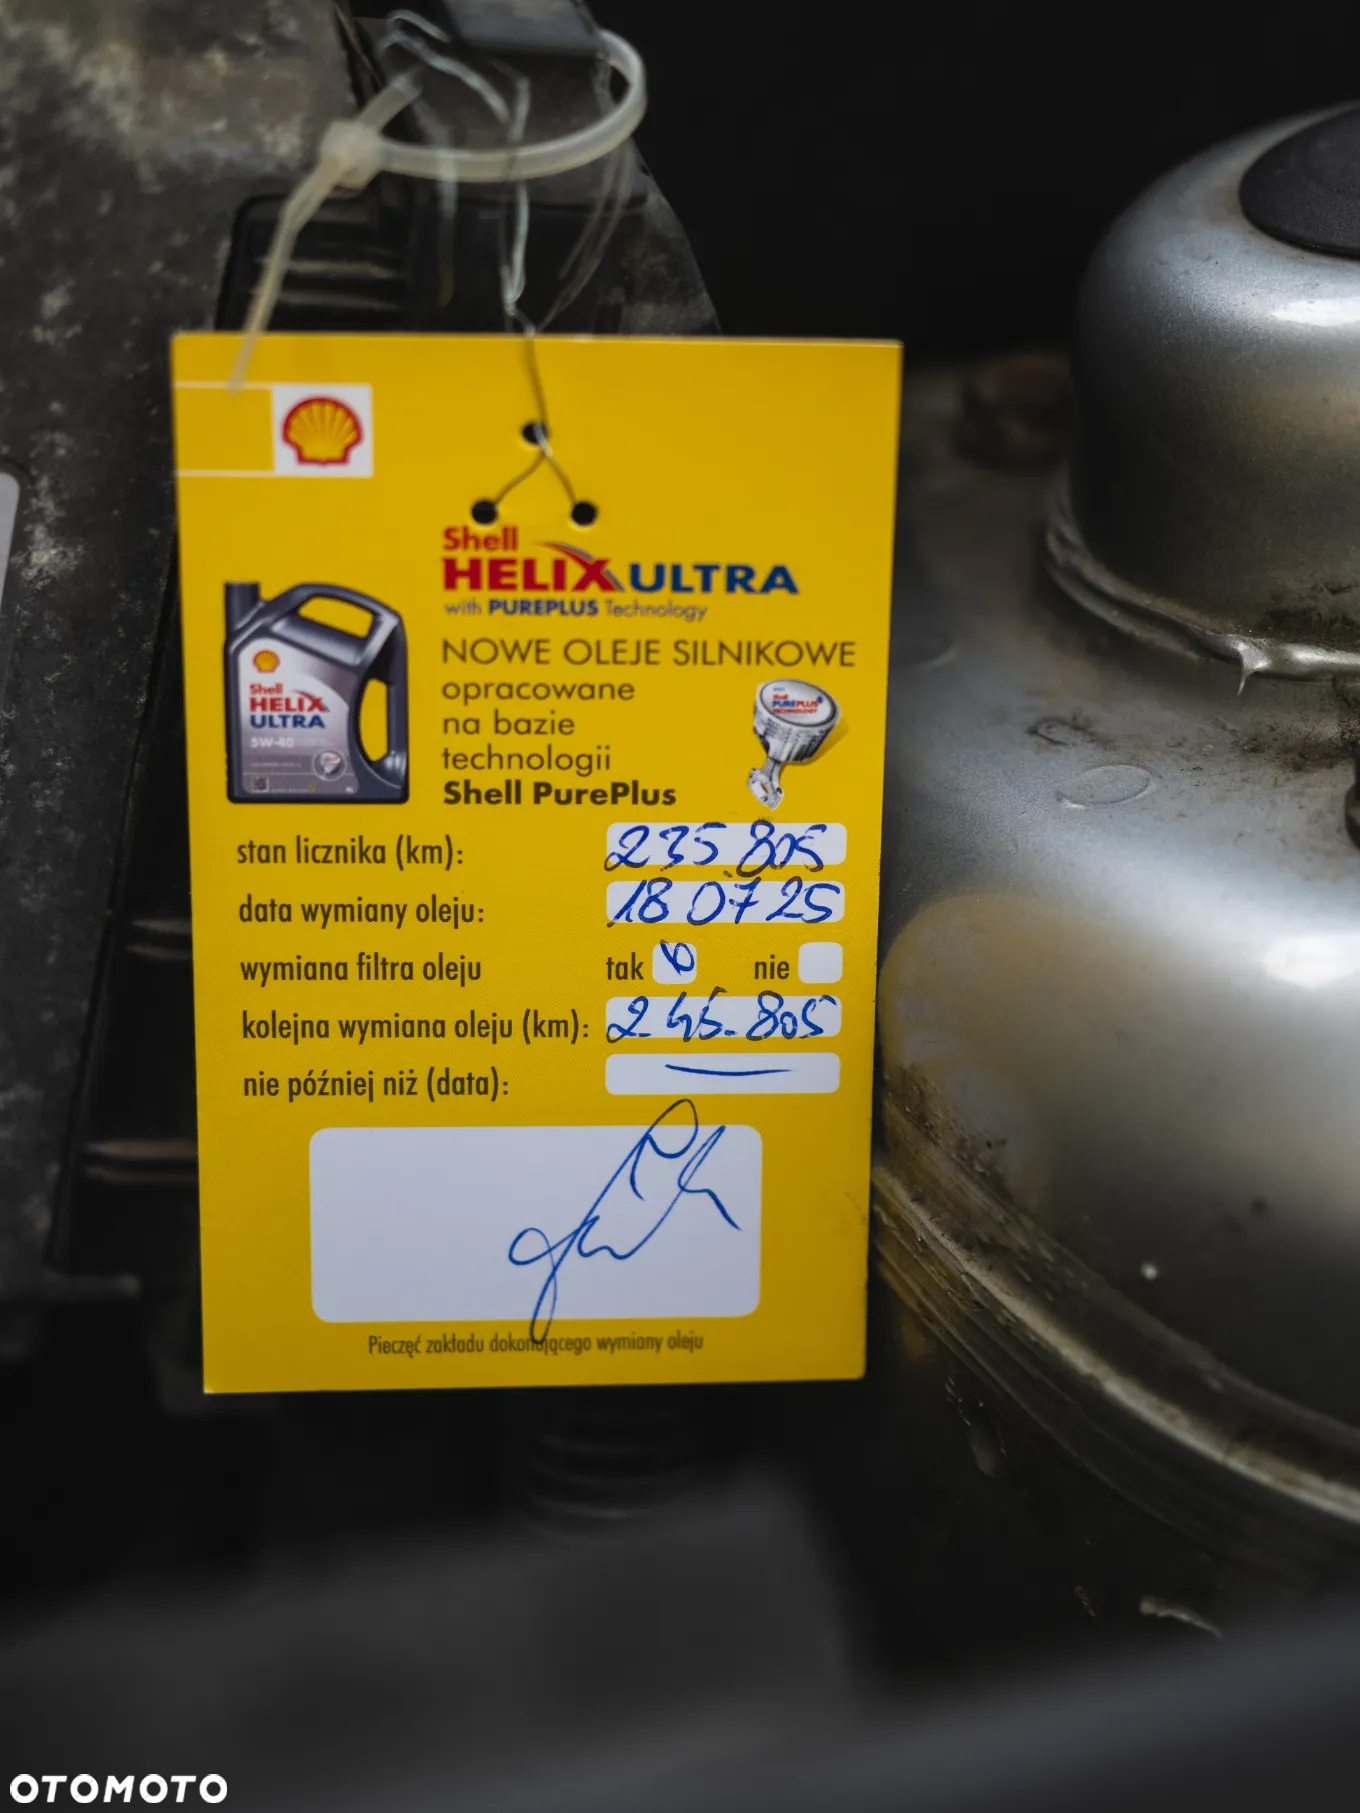 Shell
HELIX ULTRA
with PUREPLUS Technology
NOWE OLEJE SILNIKOWE
opracowane
na bazie
technologii
Shell PurePlus
Shell
HELIX
ULTRA
5W-40
stan licznika (km): 235 805
data wymiany oleju: 18 07 25
wymiana filtra oleju tak nie
kolejna wymiana oleju (km): 245.805
nie później niż (data): —
Pieczęć zakładu dokonującego wymiany oleju
OTOMOTO